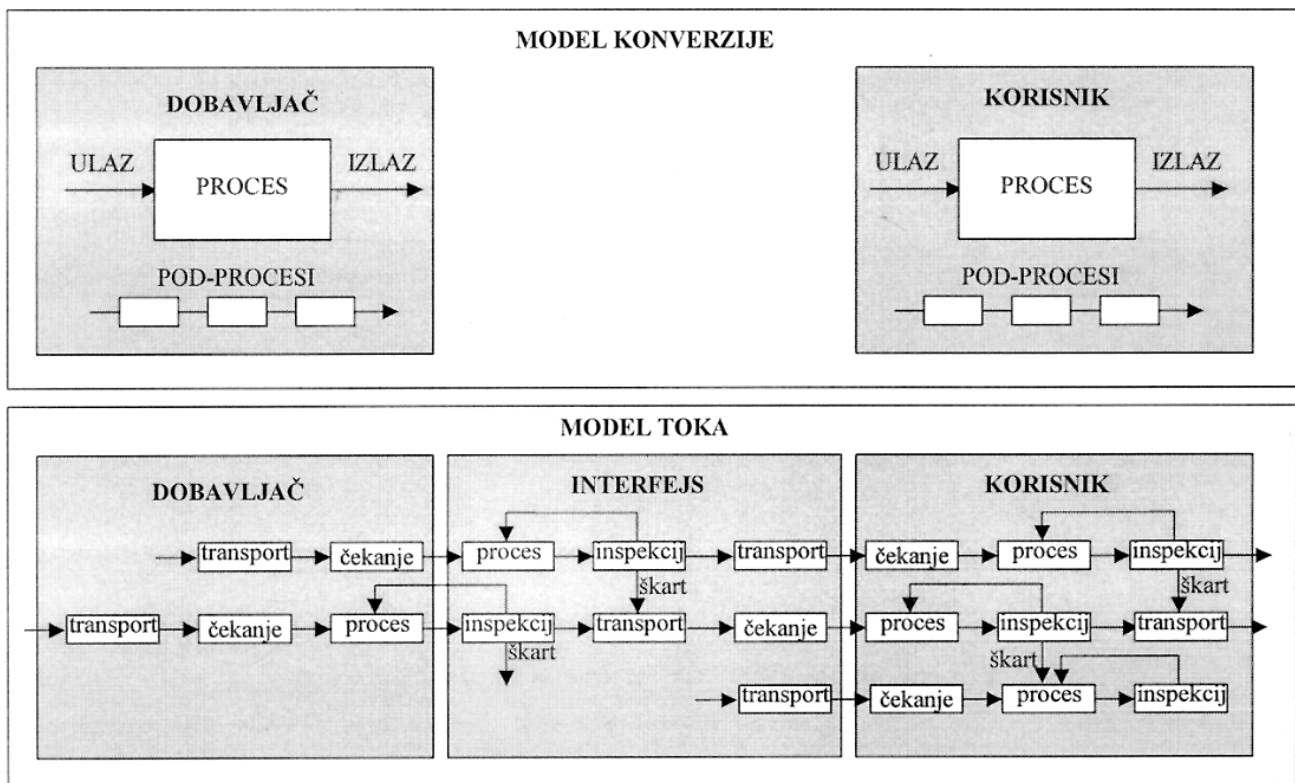 MODEL KONVERZIJE
DOBAVLJAČ
ULAZ
PROCES
IZLAZ
POD-PROCESI
KORISNIK
ULAZ
PROCES
IZLAZ
POD-PROCESI
MODEL TOKA
DOBAVLJAČ
INTERFEJS
KORISNIK
transport
čekanje
proces
inspekcij
transport
čekanje
proces
inspekcij
škart
škart
transport
čekanje
proces
inspekcij
transport
čekanje
proces
inspekcij
transport
škart
škart
transport
čekanje
proces
inspekcij